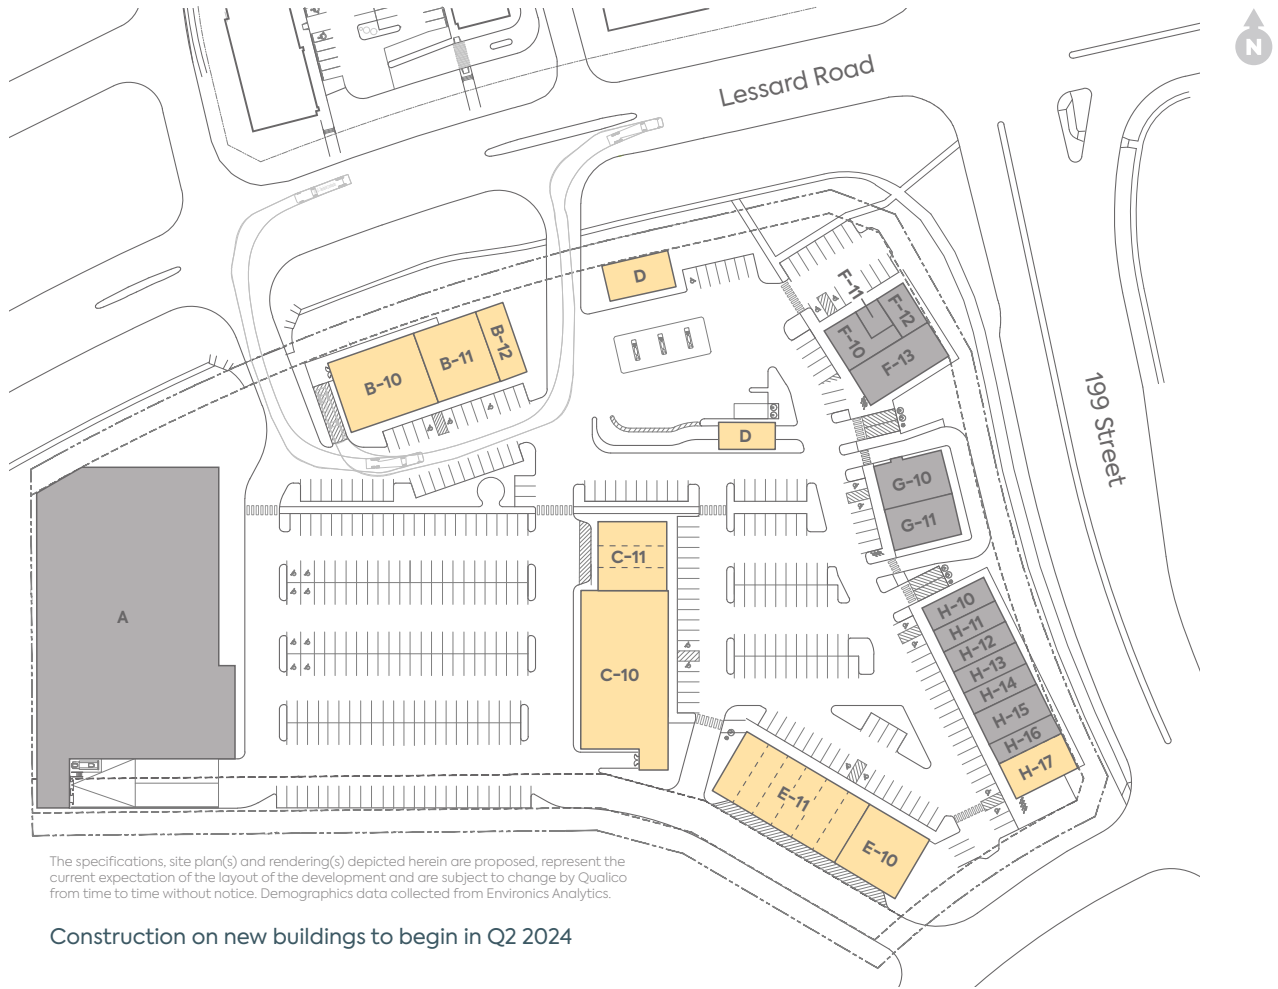 N
Lessard Road
D
F-11
F-12
F-10
F-13
B-12
B-11
B-10
199 Street
D
G-10
G-11
C-11
H-10
H-11
H-12
H-13
H-14
H-15
H-16
H-17
A
C-10
E-11
E-10
The specifications, site plan(s) and rendering(s) depicted herein are proposed, represent the
current expectation of the layout of the development and are subject to change by Qualico
from time to time without notice. Demographics data collected from Environics Analytics.
Construction on new buildings to begin in Q2 2024